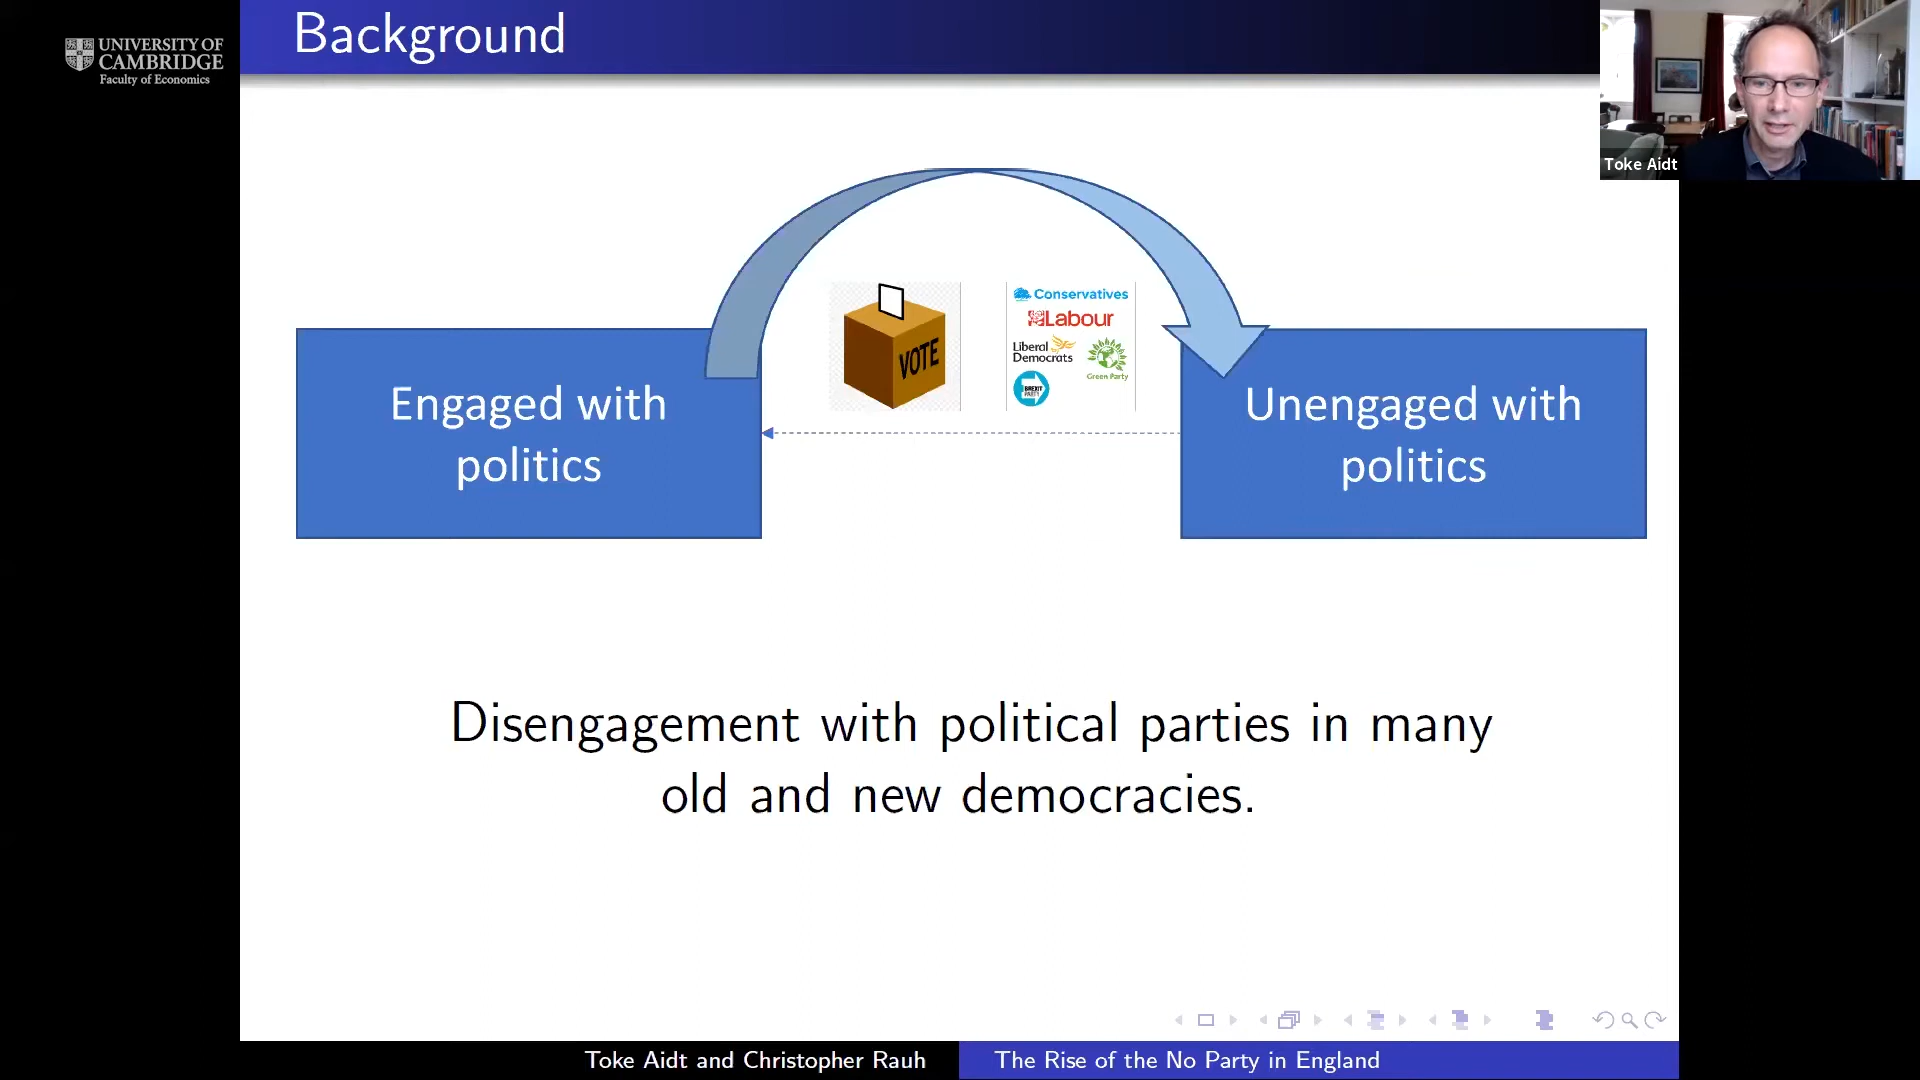 UNIVERSITY OF
CAMBRIDGE
Faculty of Economics
Background
Toke Aidt
VOTE
Conservatives
Labour
Liberal
Democrats
Green Party
BREXIT
PARTY
Engaged with
politics
Unengaged with
politics
Disengagement with political parties in many
old and new democracies.
Toke Aidt and Christopher Rauh
The Rise of the No Party in England